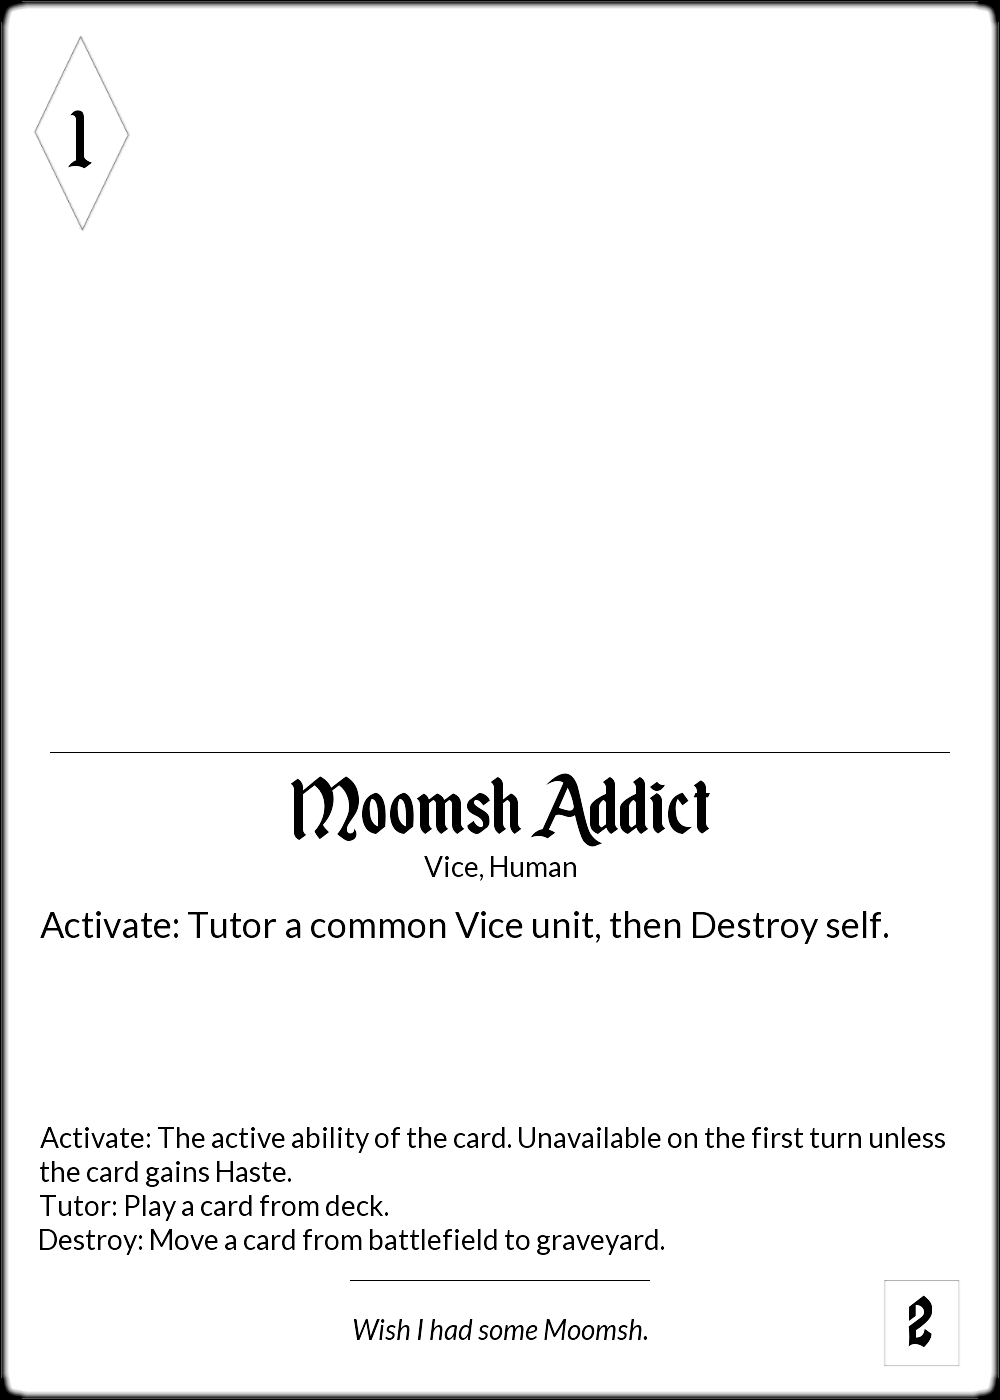 1
Moomsh Addict
Vice, Human
Activate: Tutor a common Vice unit, then Destroy self.
Activate: The active ability of the card. Unavailable on the first turn unless
the card gains Haste.
Tutor: Play a card from deck.
Destroy: Move a card from battlefield to graveyard.
Wish I had some Moomsh.
2